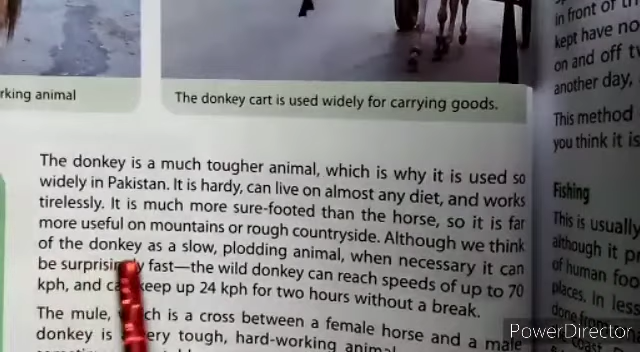 rking animal
The donkey cart is used widely for carrying goods.
The donkey is a much tougher animal, which is why it is used so
widely in Pakistan. It is hardy, can live on almost any diet, and works
tirelessly. It is much more sure-footed than the horse, so it is far
more useful on mountains or rough countryside. Although we think
of the donkey as a slow, plodding animal, when necessary it can
be surprisin y fast—the wild donkey can reach speeds of up to 70
kph, and ca keep up 24 kph for two hours without a break.
The mule, ch is a cross between a female horse and a male
donkey is ery tough, hard-working animal
in front of th
kept have no
on and off tw
another day,
This method
you think it is
Fishing
This is usually
although it pr
of human foo
places. In less
done from
PowerDirector